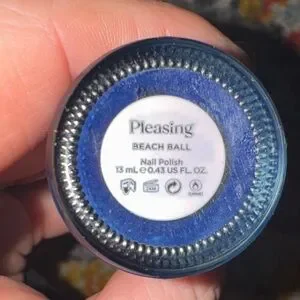 Pleasing
BEACH BALL
Nail Polish
13 mL ℮ 0.43 US FL. OZ.